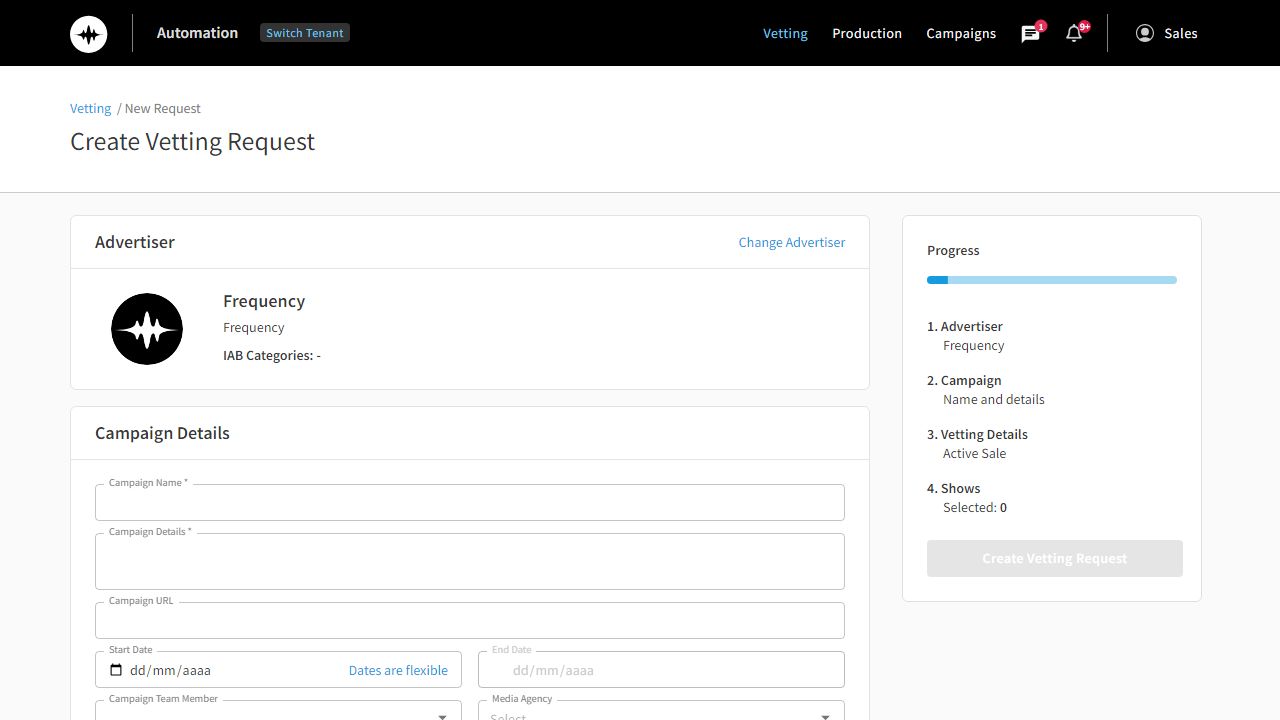 Automation
Switch Tenant
Vetting
Production
Campaigns
1
9+
Sales
Vetting / New Request
Create Vetting Request
Advertiser
Change Advertiser
Frequency
Frequency
IAB Categories: -
Campaign Details
Campaign Name *
Campaign Details *
Campaign URL
Start Date
dd/mm/aaaa
Dates are flexible
End Date
dd/mm/aaaa
Campaign Team Member
Media Agency
Select
Progress
1. Advertiser
Frequency
2. Campaign
Name and details
3. Vetting Details
Active Sale
4. Shows
Selected: 0
Create Vetting Request